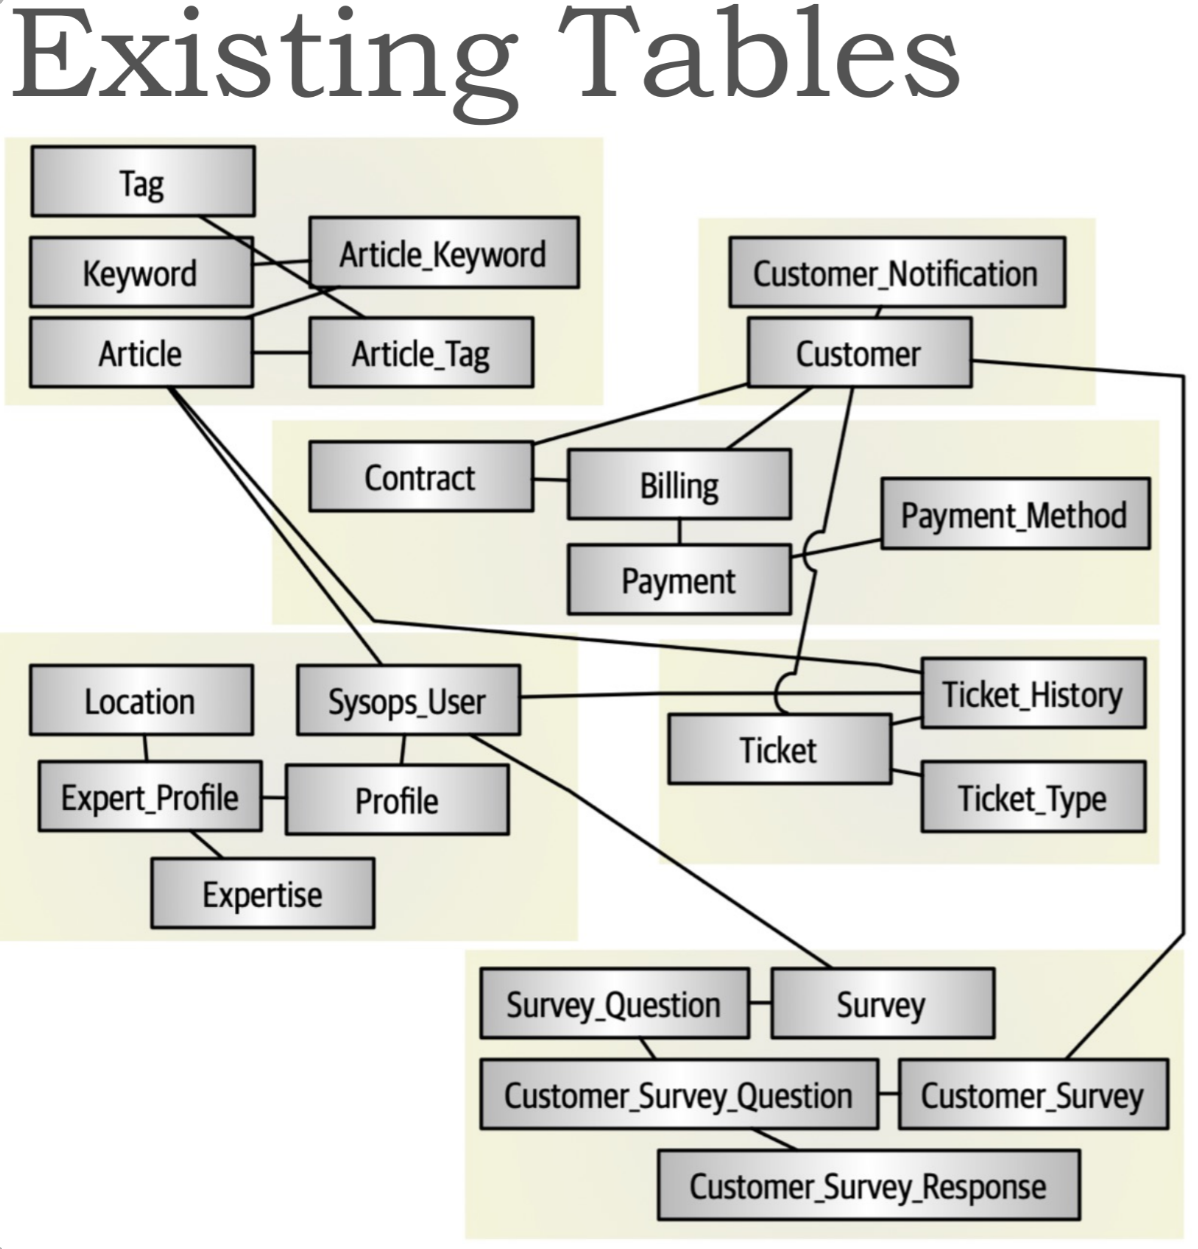 Existing Tables
Tag
Keyword
Article_Keyword
Article
Article_Tag
Customer_Notification
Customer
Contract
Billing
Payment_Method
Payment
Location
Sysops_User
Expert_Profile
Profile
Expertise
Ticket_History
Ticket
Ticket_Type
Survey_Question
Survey
Customer_Survey_Question
Customer_Survey
Customer_Survey_Response